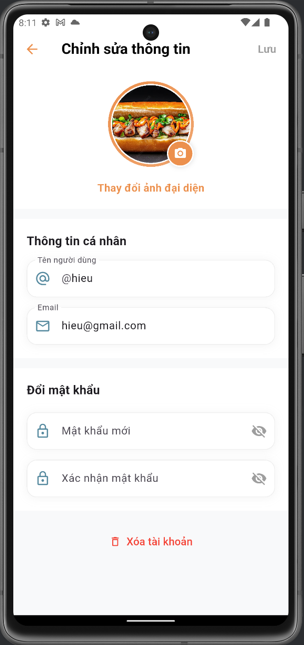 8:11
Chỉnh sửa thông tin
Lưu
Thay đổi ảnh đại diện
Thông tin cá nhân
Tên người dùng
@hieu
Email
hieu@gmail.com
Đổi mật khẩu
Mật khẩu mới
Xác nhận mật khẩu
Xóa tài khoản